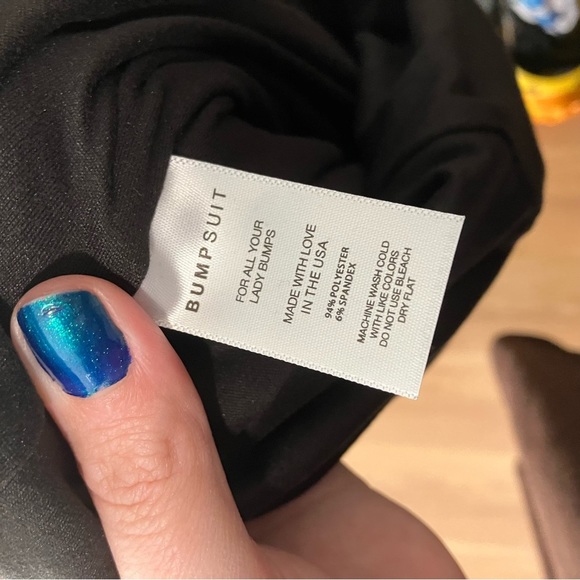 BUMPSUIT
FOR ALL YOUR
LADY BUMPS
MADE WITH LOVE
IN THE USA
94% POLYESTER
6% SPANDEX
MACHINE WASH COLD
WITH LIKE COLORS
DO NOT USE BLEACH
DRY FLAT